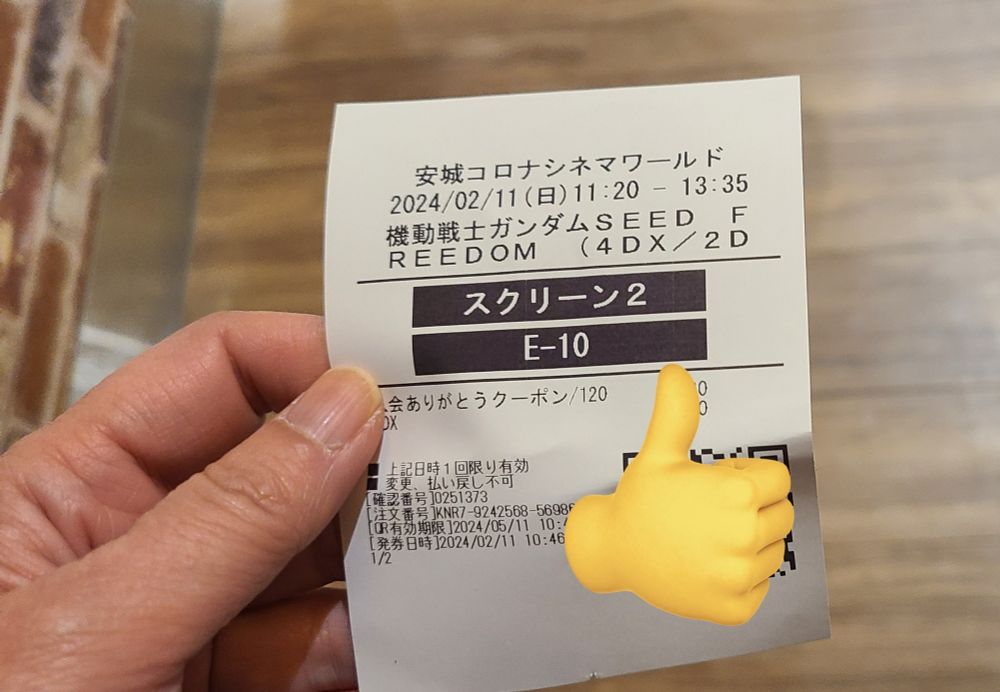 安城コロナシネマワールド
2024/02/11(日)11:20 - 13:35
機動戦士ガンダムSEED F
REEDOM (4DX/2D
スクリーン2
E-10
会ありがとうクーポン/120
DX
■ 上記日時1回限り有効
■ 変更、払い戻し不可
[確認番号]0251373
[注文番号]KNR7-9242568-5698
[QR有効期限]2024/05/11 10:
[発券日時]2024/02/11 10:46
1/2